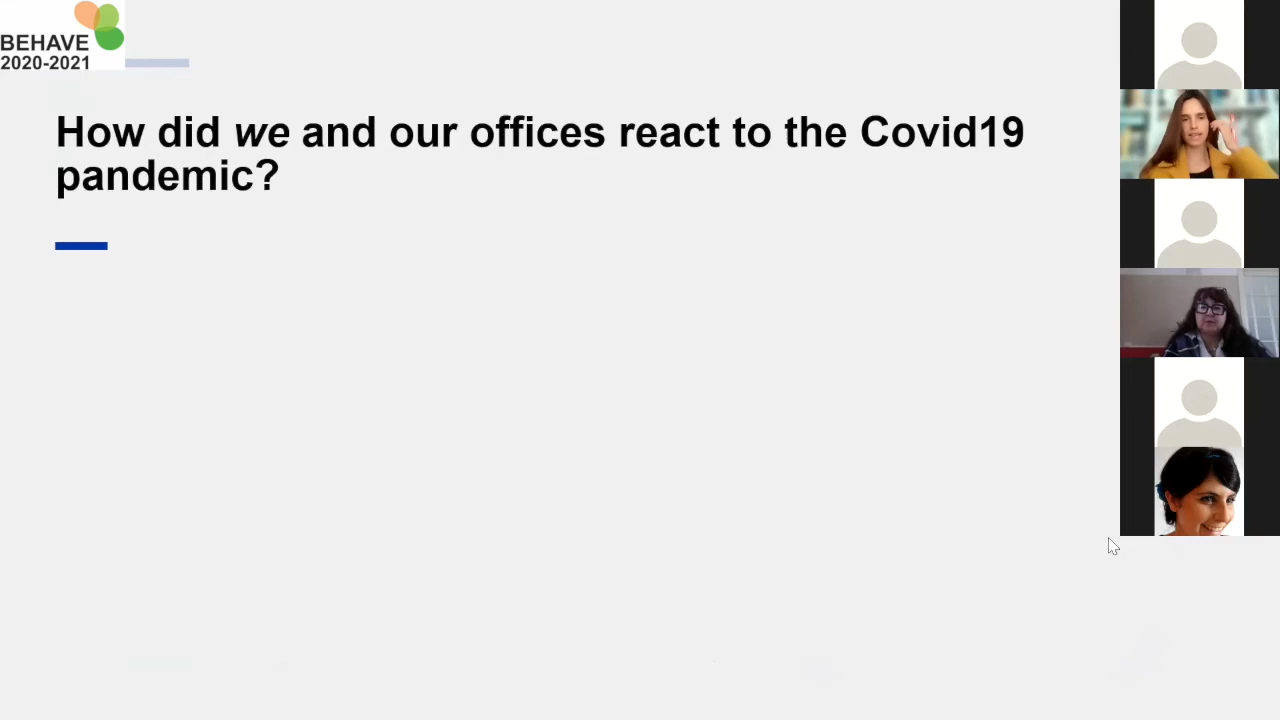 BEHAVE
2020-2021
How did we and our offices react to the Covid19
pandemic?